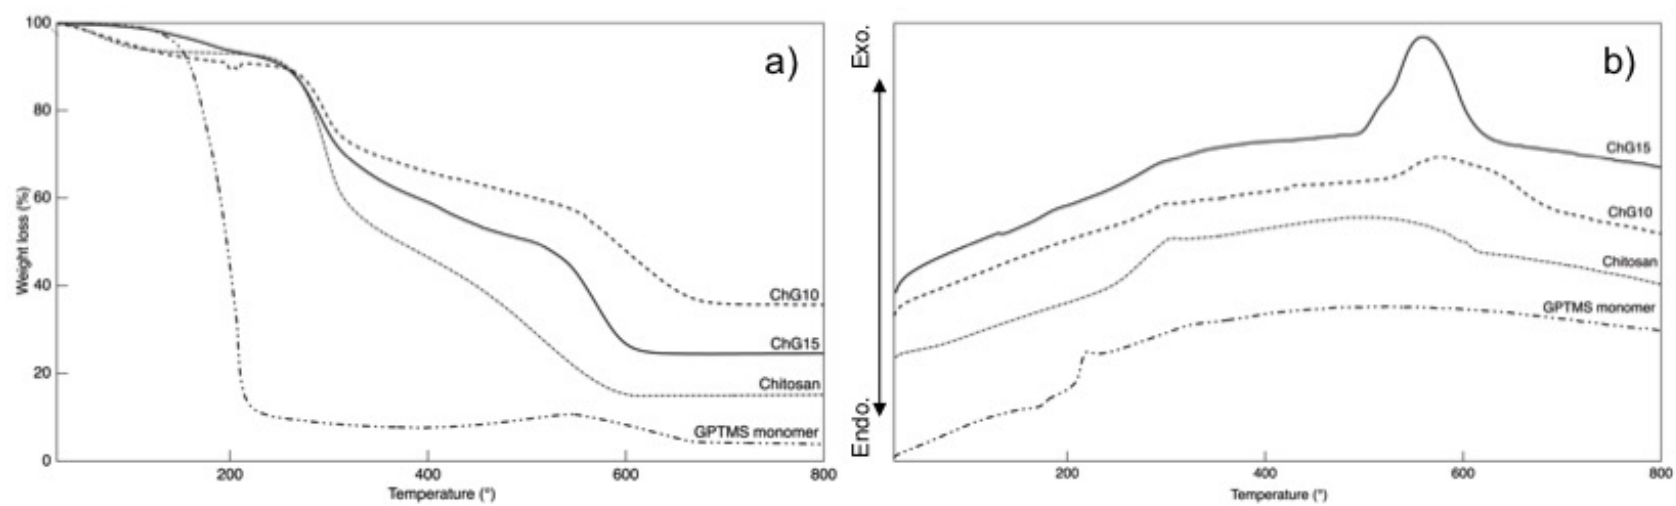 100
80
60
40
20
0
Weight loss (%)
a)
ChG10
ChG15
Chitosan
GPTMS monomer
200
400
600
800
Temperature (°)
Exo.
Endo.
b)
ChG15
ChG10
Chitosan
GPTMS monomer
200
400
600
800
Temperature (°)